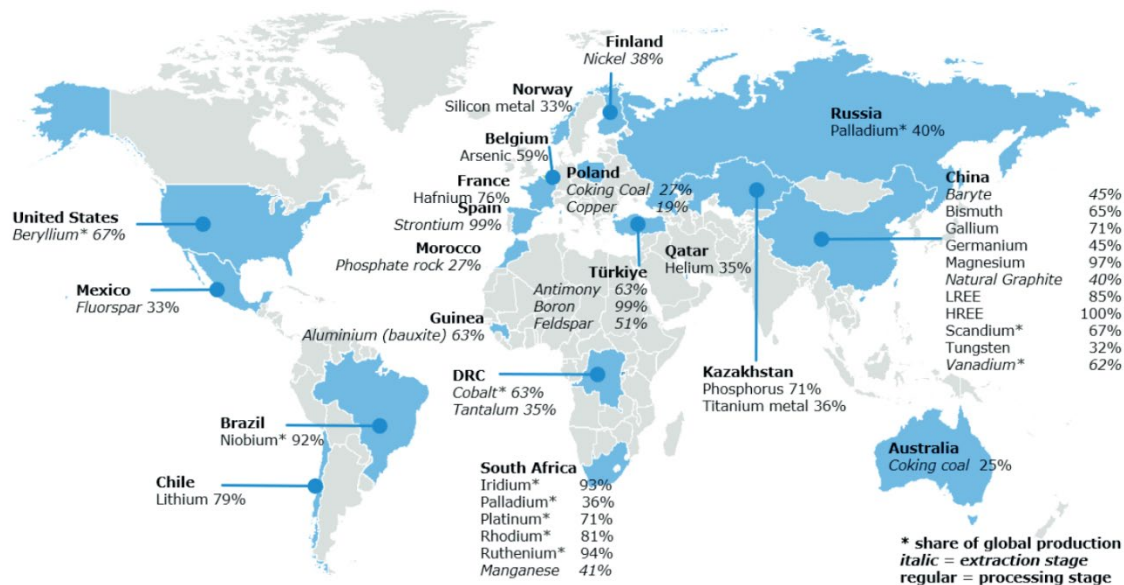 Finland
Nickel 38%
Norway
Silicon metal 33%
Belgium
Arsenic 59%
France
Hafnium 76%
Spain
Strontium 99%
Morocco
Phosphate rock 27%
Poland
Coking Coal 27%
Copper 19%
Russia
Palladium* 40%
China
Baryte 45%
Bismuth 65%
Gallium 71%
Germanium 45%
Magnesium 97%
Natural Graphite 40%
LREE 85%
HREE 100%
Scandium* 67%
Tungsten 32%
Vanadium* 62%
United States
Beryllium* 67%
Mexico
Fluorspar 33%
Qatar
Helium 35%
Türkiye
Antimony 63%
Boron 99%
Feldspar 51%
Guinea
Aluminium (bauxite) 63%
DRC
Cobalt* 63%
Tantalum 35%
Kazakhstan
Phosphorus 71%
Titanium metal 36%
Brazil
Niobium* 92%
Chile
Lithium 79%
South Africa
Iridium* 93%
Palladium* 36%
Platinum* 71%
Rhodium* 81%
Ruthenium* 94%
Manganese 41%
Australia
Coking coal 25%
* share of global production
italic = extraction stage
regular = processing stage